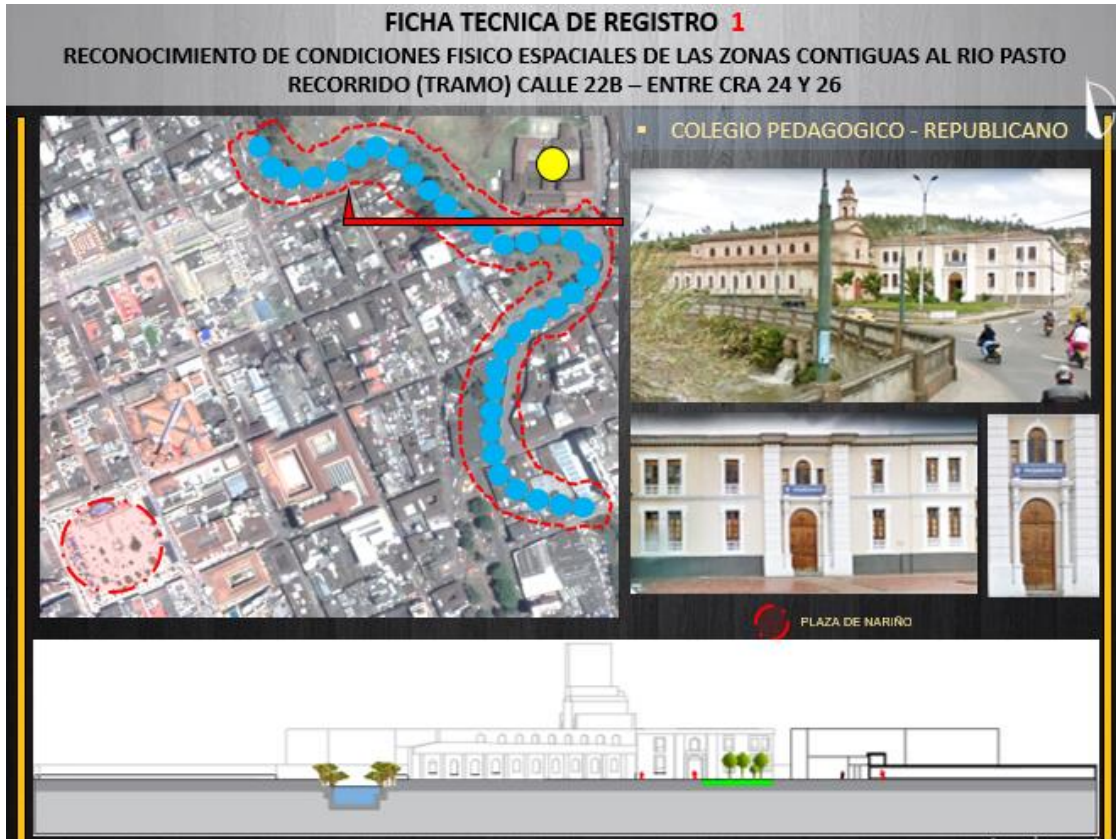 FICHA TECNICA DE REGISTRO 1
RECONOCIMIENTO DE CONDICIONES FISICO ESPACIALES DE LAS ZONAS CONTIGUAS AL RIO PASTO
RECORRIDO (TRAMO) CALLE 22B – ENTRE CRA 24 Y 26
▪ COLEGIO PEDAGOGICO - REPUBLICANO
PLAZA DE NARIÑO